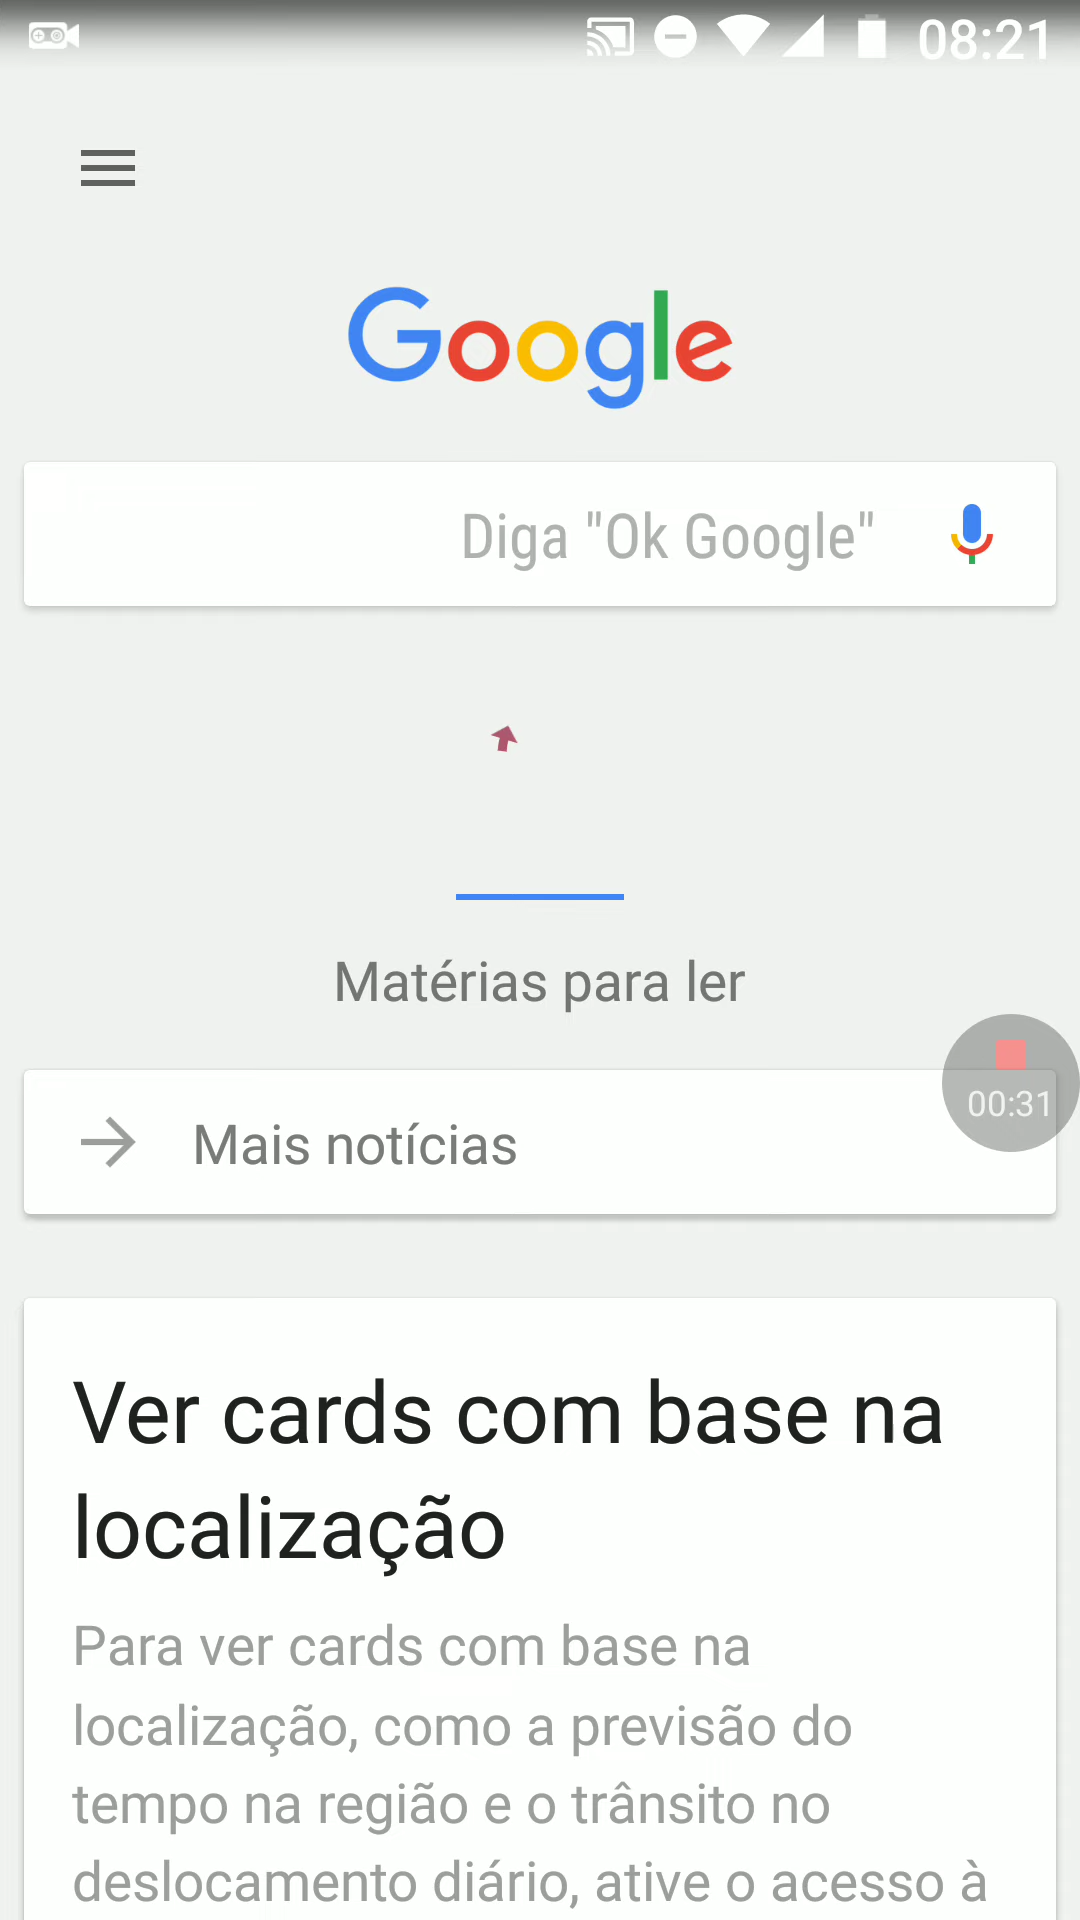 08:21
Google
Diga "Ok Google"
Matérias para ler
00:31
Mais notícias
Ver cards com base na
localização
Para ver cards com base na
localização, como a previsão do
tempo na região e o trânsito no
deslocamento diário, ative o acesso à